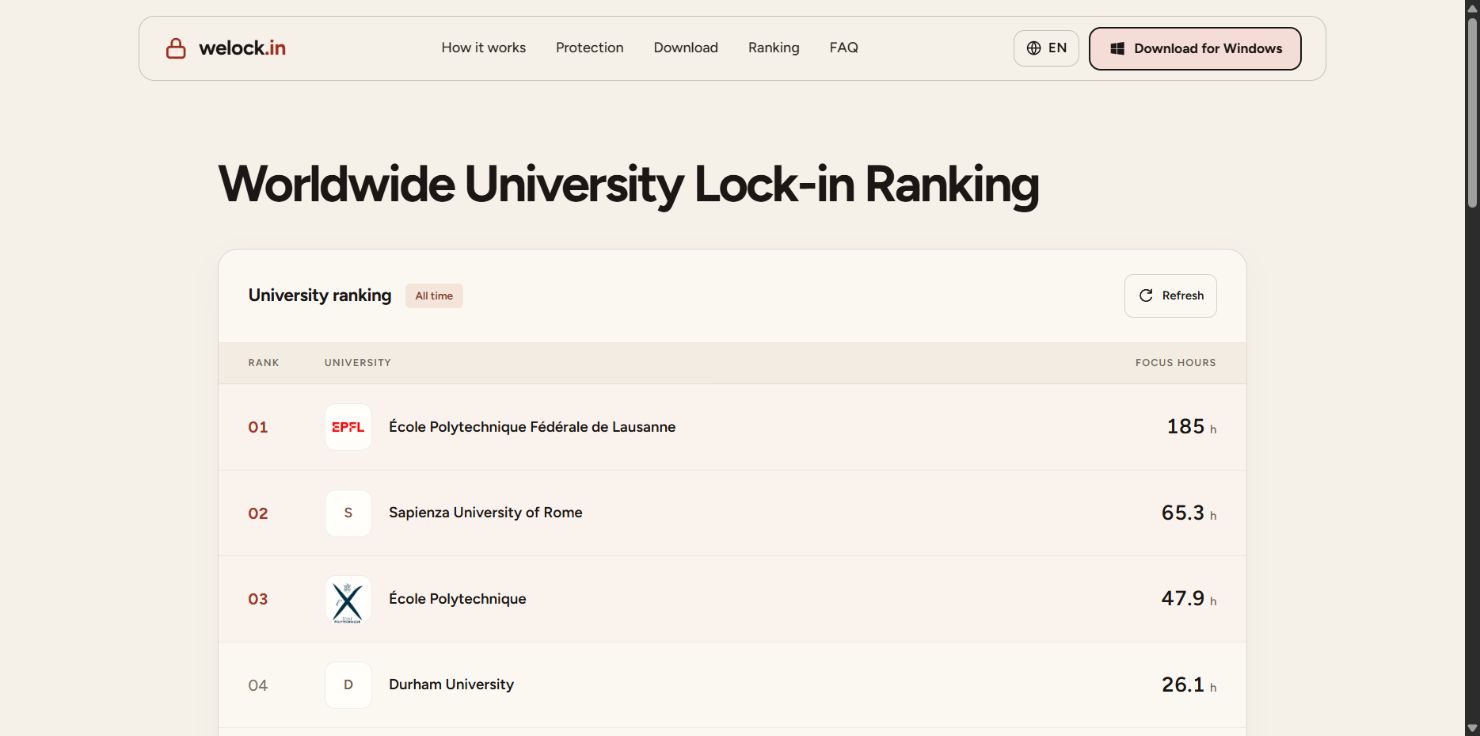 welock.in
How it works
Protection
Download
Ranking
FAQ
EN
Download for Windows
Worldwide University Lock-in Ranking
University ranking
All time
Refresh
RANK UNIVERSITY FOCUS HOURS
01 EPFL École Polytechnique Fédérale de Lausanne 185 h
02 S Sapienza University of Rome 65.3 h
03 École Polytechnique 47.9 h
04 D Durham University 26.1 h